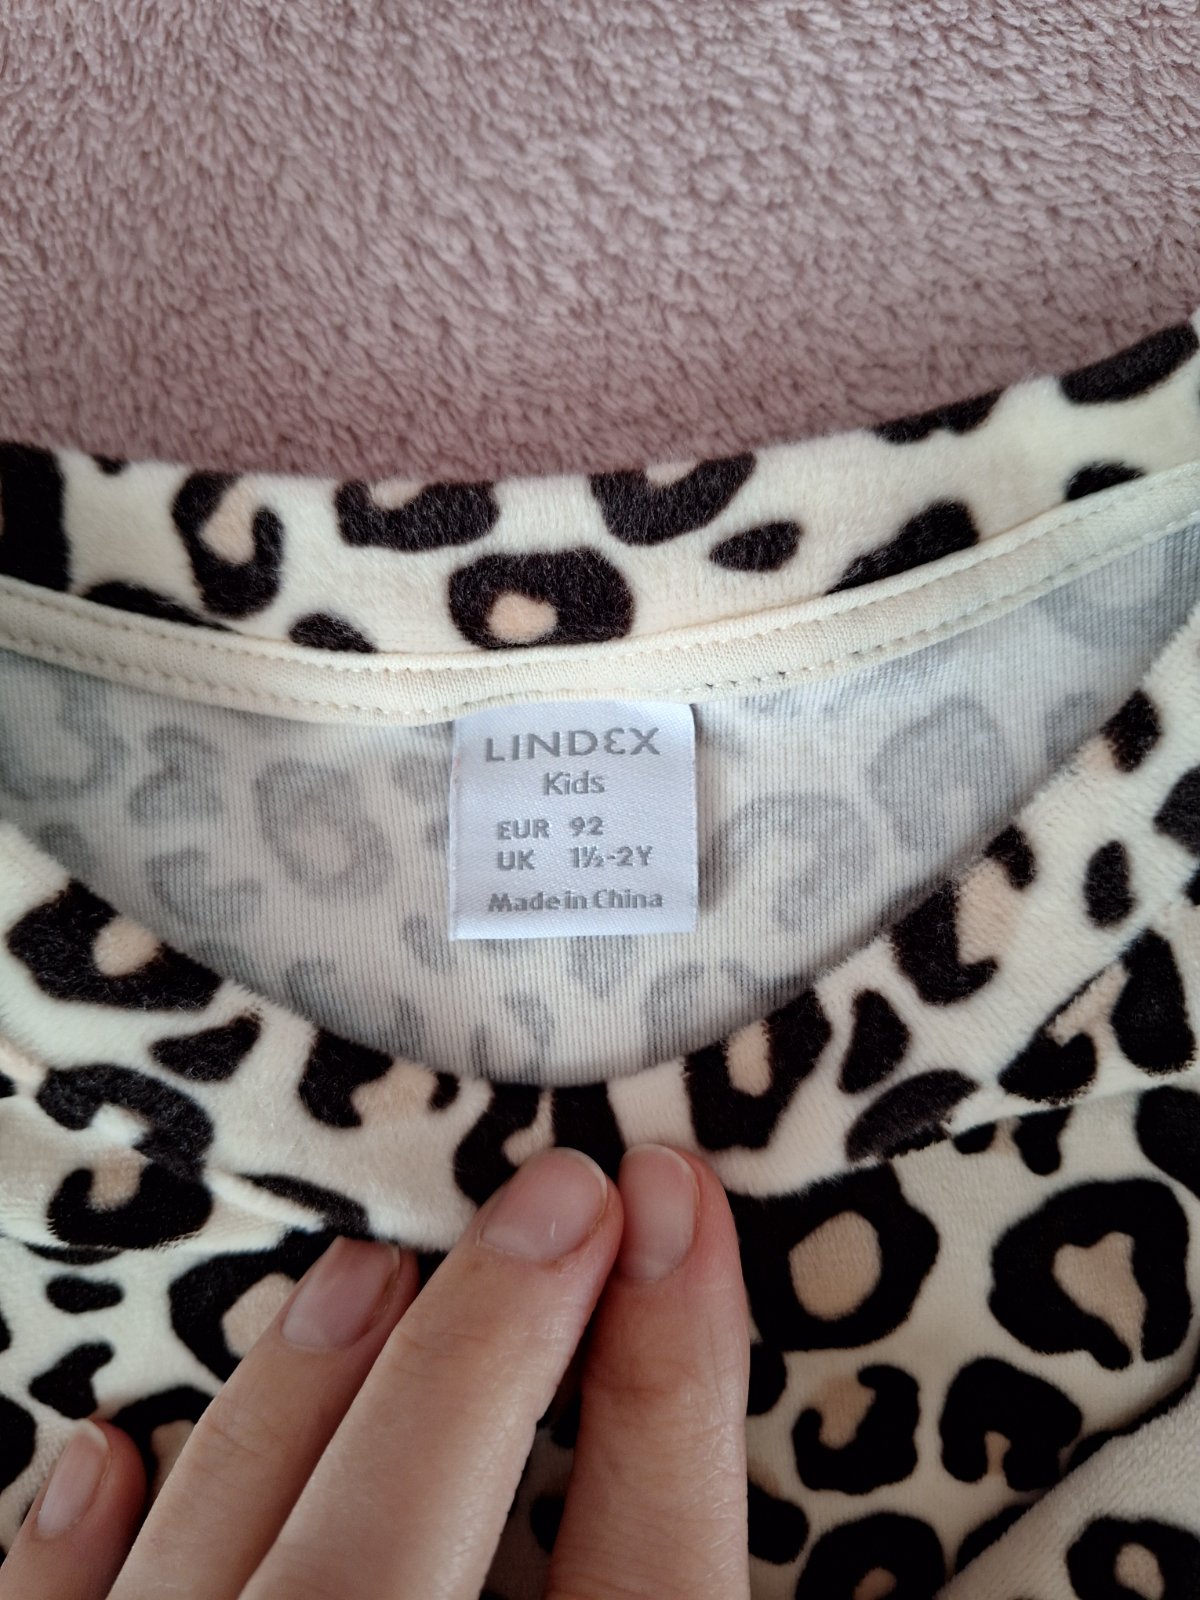 LINDEX
Kids
EUR 92
UK 1½-2Y
Made in China